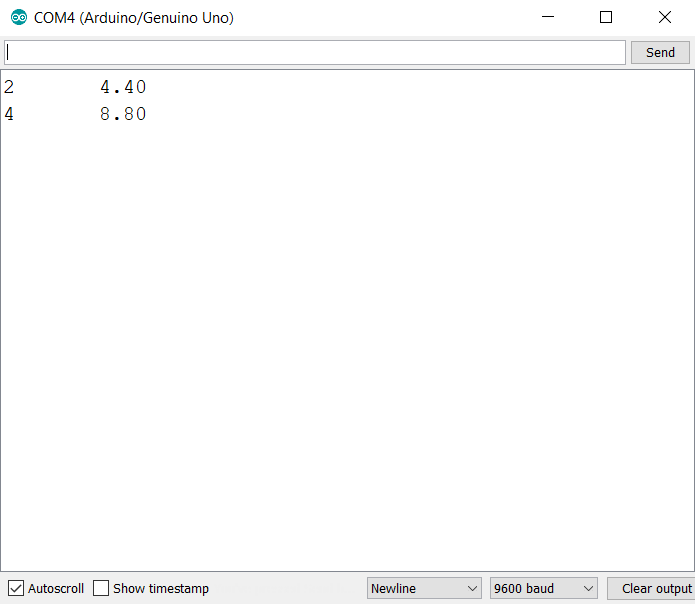 COM4 (Arduino/Genuino Uno)
Send
2 4.40
4 8.80
Autoscroll Show timestamp Newline 9600 baud Clear output